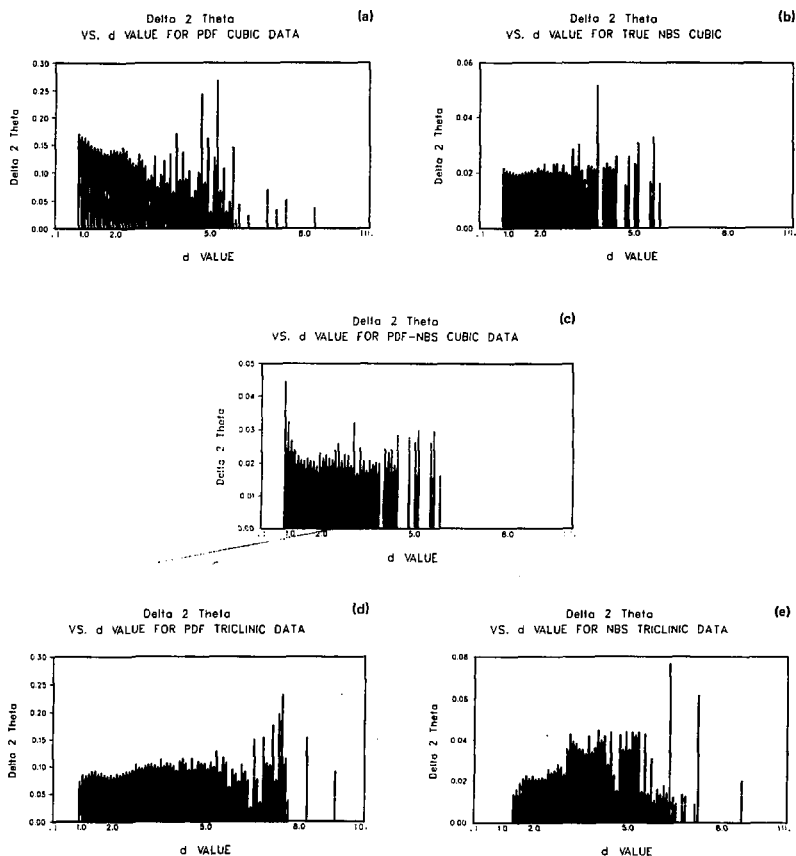 Delta 2 Theta
(a)
VS. d VALUE FOR PDF CUBIC DATA
Delta 2 Theta
0.30
0.25
0.20
0.15
0.10
0.05
0.00
.1 1.0 2.0 5.0 8.0 10.
d VALUE
Delta 2 Theta
(b)
VS. d VALUE FOR TRUE NBS CUBIC
Delta 2 Theta
0.06
0.04
0.02
0.00
.1 1.0 2.0 5.0 8.0
d VALUE
Delta 2 Theta
(c)
VS. d VALUE FOR PDF-NBS CUBIC DATA
Delta 2 Theta
0.05
0.04
0.03
0.02
0.01
0.00
.1 1.0 2.0 5.0 8.0
d VALUE
Delta 2 Theta
(d)
VS. d VALUE FOR PDF TRICLINIC DATA
Delta 2 Theta
0.30
0.25
0.20
0.15
0.10
0.05
0.00
.1 1.0 2.0 5.0 8.0 10.
d VALUE
Delta 2 Theta
(e)
VS. d VALUE FOR NBS TRICLINIC DATA
Delta 2 Theta
0.08
0.06
0.04
0.02
0.00
.1 1.0 2.0 5.0 8.0
d VALUE